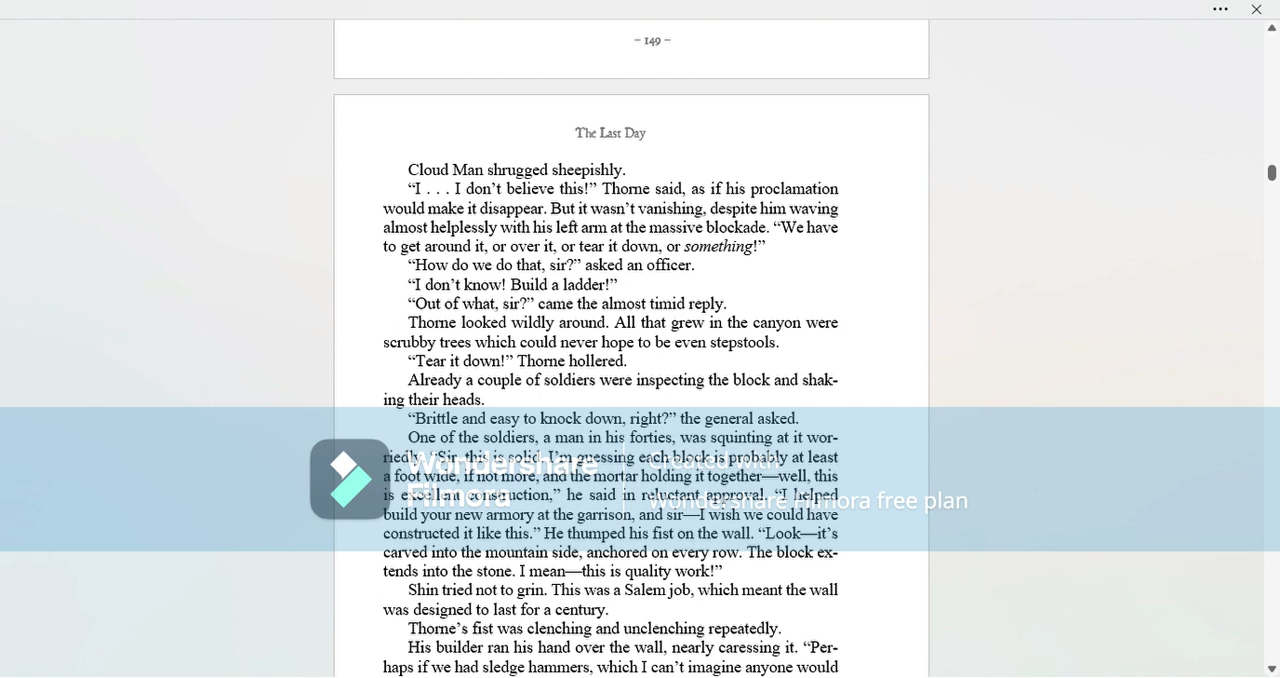 - 149 -
The Last Day
Cloud Man shrugged sheepishly.
“I . . . I don’t believe this!” Thorne said, as if his proclamation
would make it disappear. But it wasn’t vanishing, despite him waving
almost helplessly with his left arm at the massive blockade. “We have
to get around it, or over it, or tear it down, or something!”
“How do we do that, sir?” asked an officer.
“I don’t know! Build a ladder!”
“Out of what, sir?” came the almost timid reply.
Thorne looked wildly around. All that grew in the canyon were
scrubby trees which could never hope to be even stepstools.
“Tear it down!” Thorne hollered.
Already a couple of soldiers were inspecting the block and shak-
ing their heads.
“Brittle and easy to knock down, right?” the general asked.
One of the soldiers, a man in his forties, was squinting at it wor-
riedly. “Sir, this is solid. I’m guessing each block is probably at least
a foot wide, if not more, and the mortar holding it together—well, this
is excellent construction,” he said in reluctant approval. “I helped
build your new armory at the garrison, and sir—I wish we could have
constructed it like this.” He thumped his fist on the wall. “Look—it’s
carved into the mountain side, anchored on every row. The block ex-
tends into the stone. I mean—this is quality work!”
Shin tried not to grin. This was a Salem job, which meant the wall
was designed to last for a century.
Thorne’s fist was clenching and unclenching repeatedly.
His builder ran his hand over the wall, nearly caressing it. “Per-
haps if we had sledge hammers, which I can’t imagine anyone would
Wondershare
Filmora
Created with
Wondershare Filmora free plan